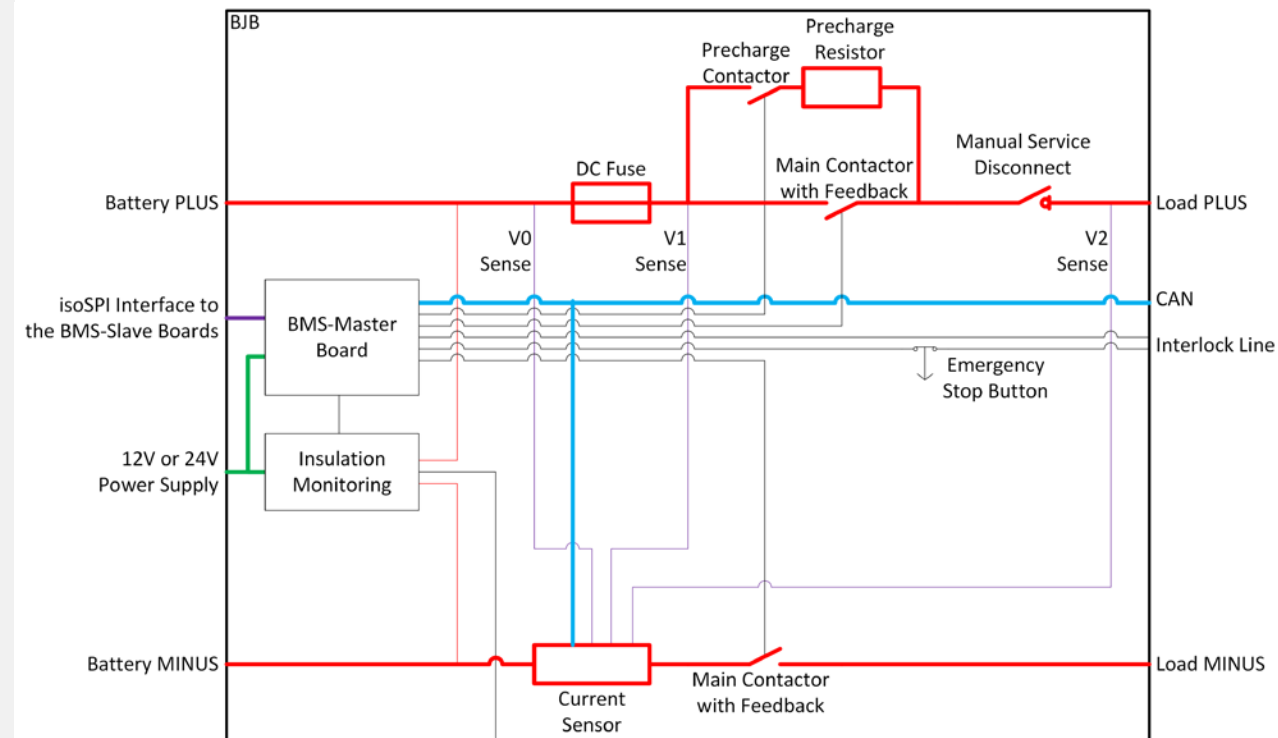 BJB
Precharge
Resistor
Precharge
Contactor
Manual Service
Disconnect
DC Fuse
Main Contactor
with Feedback
Battery PLUS
Load PLUS
V0
Sense
V1
Sense
V2
Sense
isoSPI Interface to
the BMS-Slave Boards
BMS-Master
Board
CAN
Interlock Line
Emergency
Stop Button
12V or 24V
Power Supply
Insulation
Monitoring
Battery MINUS
Load MINUS
Current
Sensor
Main Contactor
with Feedback